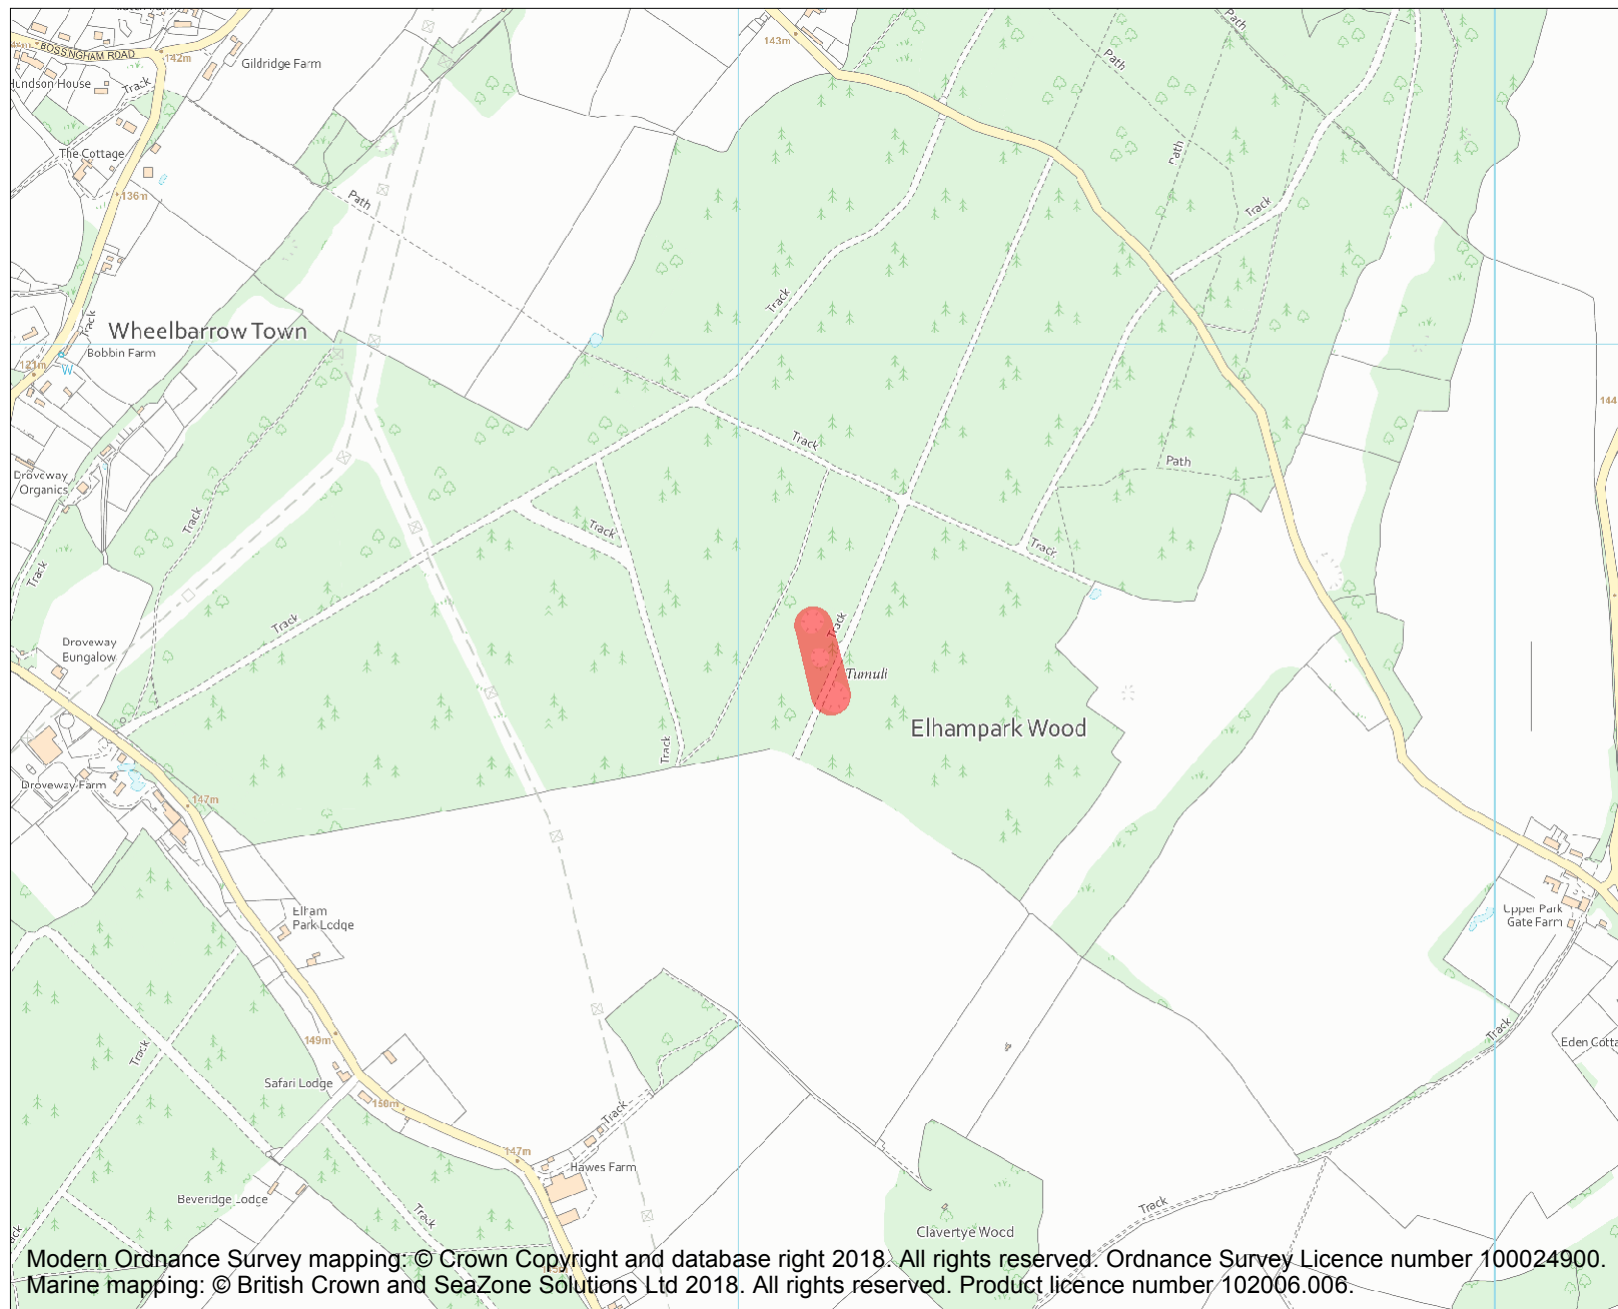 BOSSINGHAM ROAD
142m
Gildridge Farm
Track
The Cottage
136m
Path
143m
Path
Path
Path
Track
Track
Wheelbarrow Town
Track
Bobbin Farm
W
144
Track
Path
Droveway
Organics
Track
Track
Track
Track
Track
Track
Droveway
Bungalow
Tumuli
Elhampark Wood
Track
Droveway Farm
147m
Elham
Park Lodge
Upper Park
Gate Farm
149m
Track
Track
Eden Cotta
Safari Lodge
150m
Track
147m
Hawes Farm
Beveridge Lodge
Track
Track
Clavertye Wood
Modern Ordnance Survey mapping: © Crown Copyright and database right 2018. All rights reserved. Ordnance Survey Licence number 100024900.
Marine mapping: © British Crown and SeaZone Solutions Ltd 2018. All rights reserved. Product licence number 102006.006.